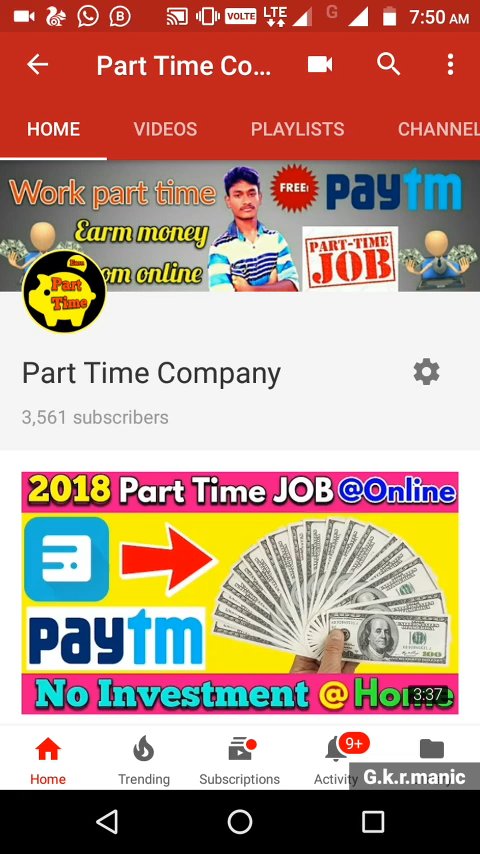 VOLTE
LTE
G
7:50 AM
Part Time Co...
HOME
VIDEOS
PLAYLISTS
CHANNEL
Work part time
FREE!
paytm
Earm money
om online
PART-TIME
JOB
Earn
Part
Time
Part Time Company
3,561 subscribers
2018 Part Time JOB @Online
paytm
100
No Investment @ Home
3:37
9+
Home
Trending
Subscriptions
Activity
G.k.r.manic